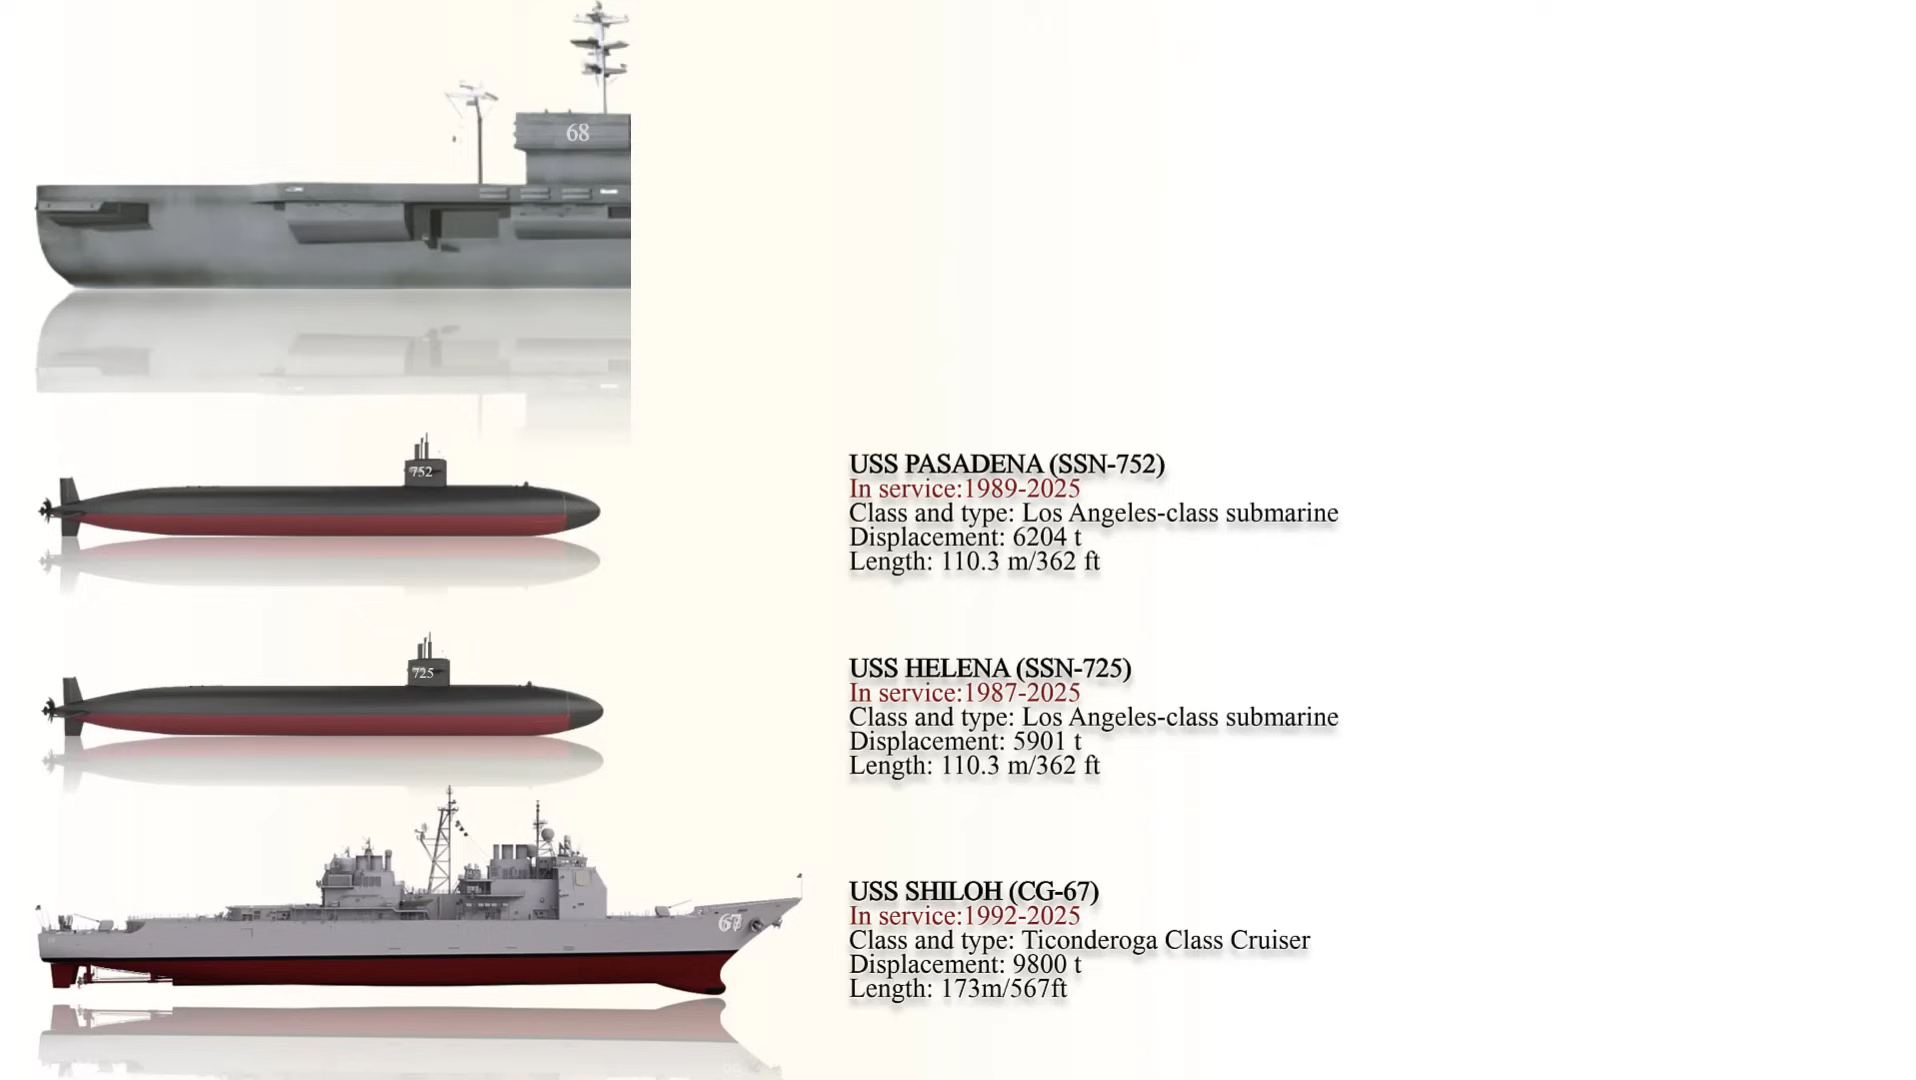 68
752
USS PASADENA (SSN-752)
In service:1989-2025
Class and type: Los Angeles-class submarine
Displacement: 6204 t
Length: 110.3 m/362 ft
725
USS HELENA (SSN-725)
In service:1987-2025
Class and type: Los Angeles-class submarine
Displacement: 5901 t
Length: 110.3 m/362 ft
67
USS SHILOH (CG-67)
In service:1992-2025
Class and type: Ticonderoga Class Cruiser
Displacement: 9800 t
Length: 173m/567ft